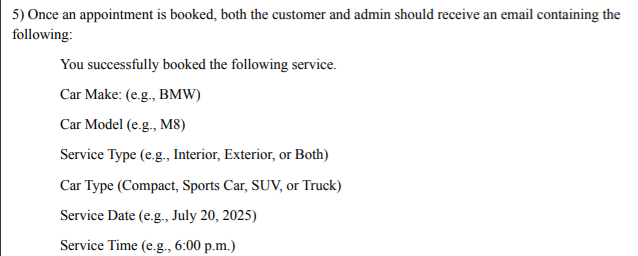 5) Once an appointment is booked, both the customer and admin should receive an email containing the
following:
You successfully booked the following service.
Car Make: (e.g., BMW)
Car Model (e.g., M8)
Service Type (e.g., Interior, Exterior, or Both)
Car Type (Compact, Sports Car, SUV, or Truck)
Service Date (e.g., July 20, 2025)
Service Time (e.g., 6:00 p.m.)